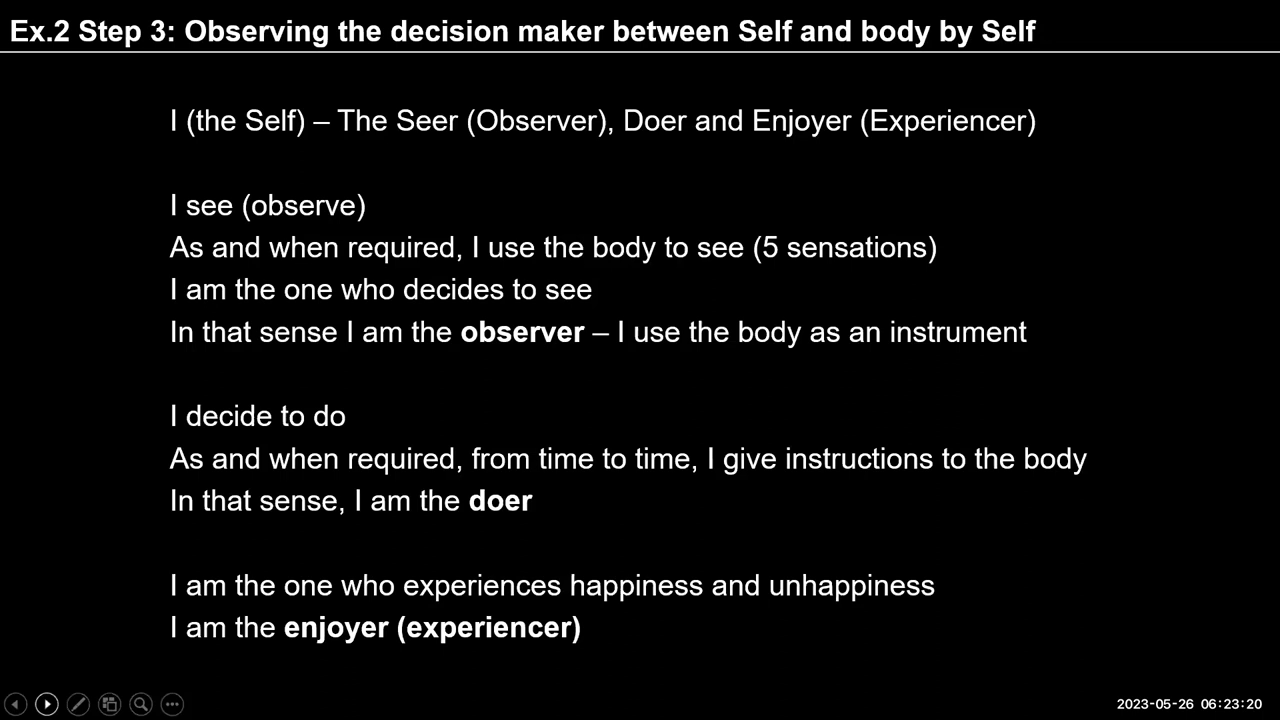 Ex.2 Step 3: Observing the decision maker between Self and body by Self
I (the Self) – The Seer (Observer), Doer and Enjoyer (Experiencer)
I see (observe)
As and when required, I use the body to see (5 sensations)
I am the one who decides to see
In that sense I am the observer – I use the body as an instrument
I decide to do
As and when required, from time to time, I give instructions to the body
In that sense, I am the doer
I am the one who experiences happiness and unhappiness
I am the enjoyer (experiencer)
2023-05-26 06:23:20